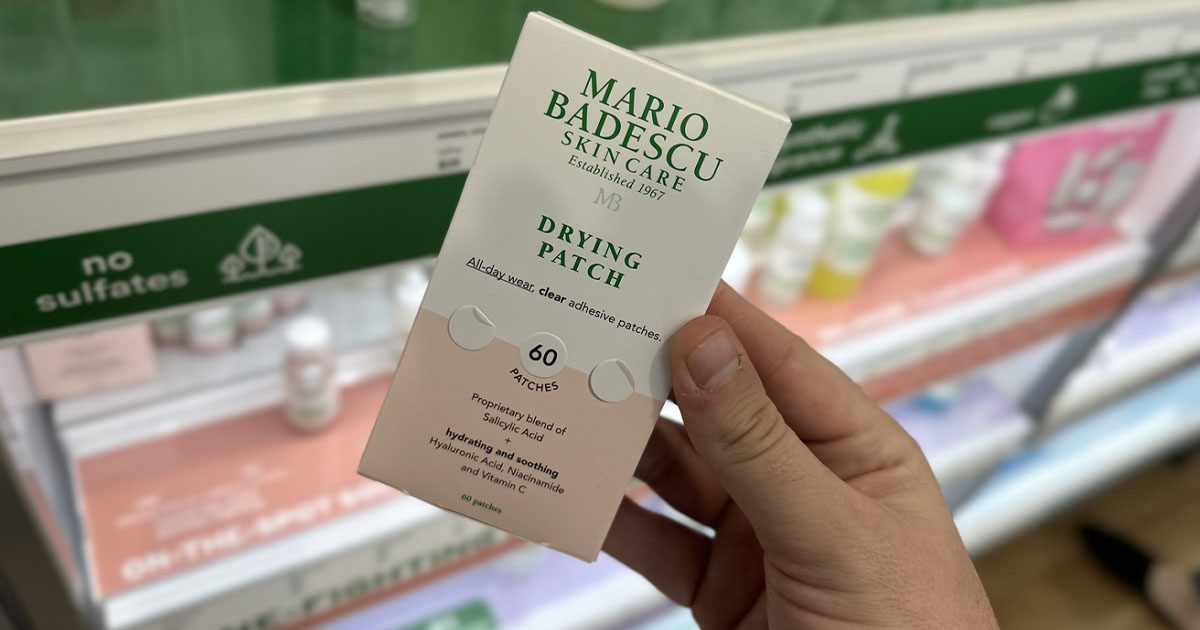 MARIO
BADESCU
SKIN CARE
Established 1967
MB
DRYING
PATCH
All-day wear, clear adhesive patches.
60
PATCHES
Proprietary blend of
Salicylic Acid
+
hydrating and soothing
Hyaluronic Acid, Niacinamide
and Vitamin C
60 patches
no
sulfates
vegan
ON-THE-SPOT